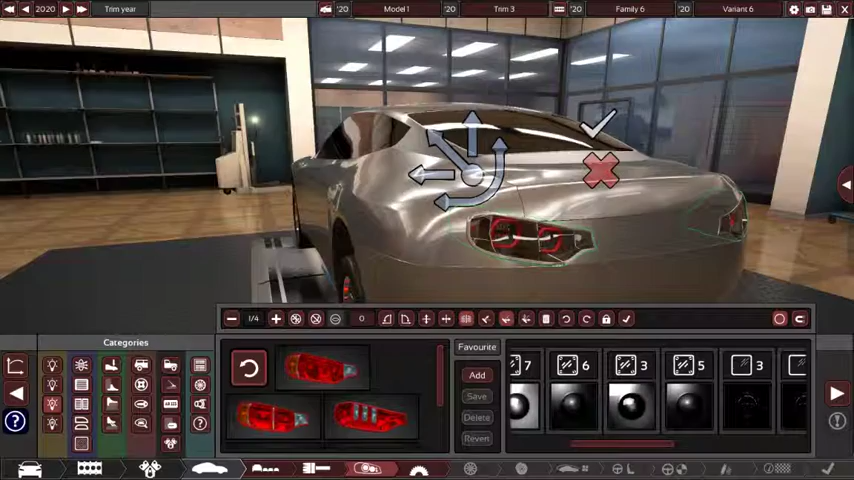 2020 Trim year '20 Model 1 '20 Trim 3 '20 Family 6 '20 Variant 6
1/4 0
Categories
Favourite
7 6 3 5 3
Add
Save
Delete
Revert
?